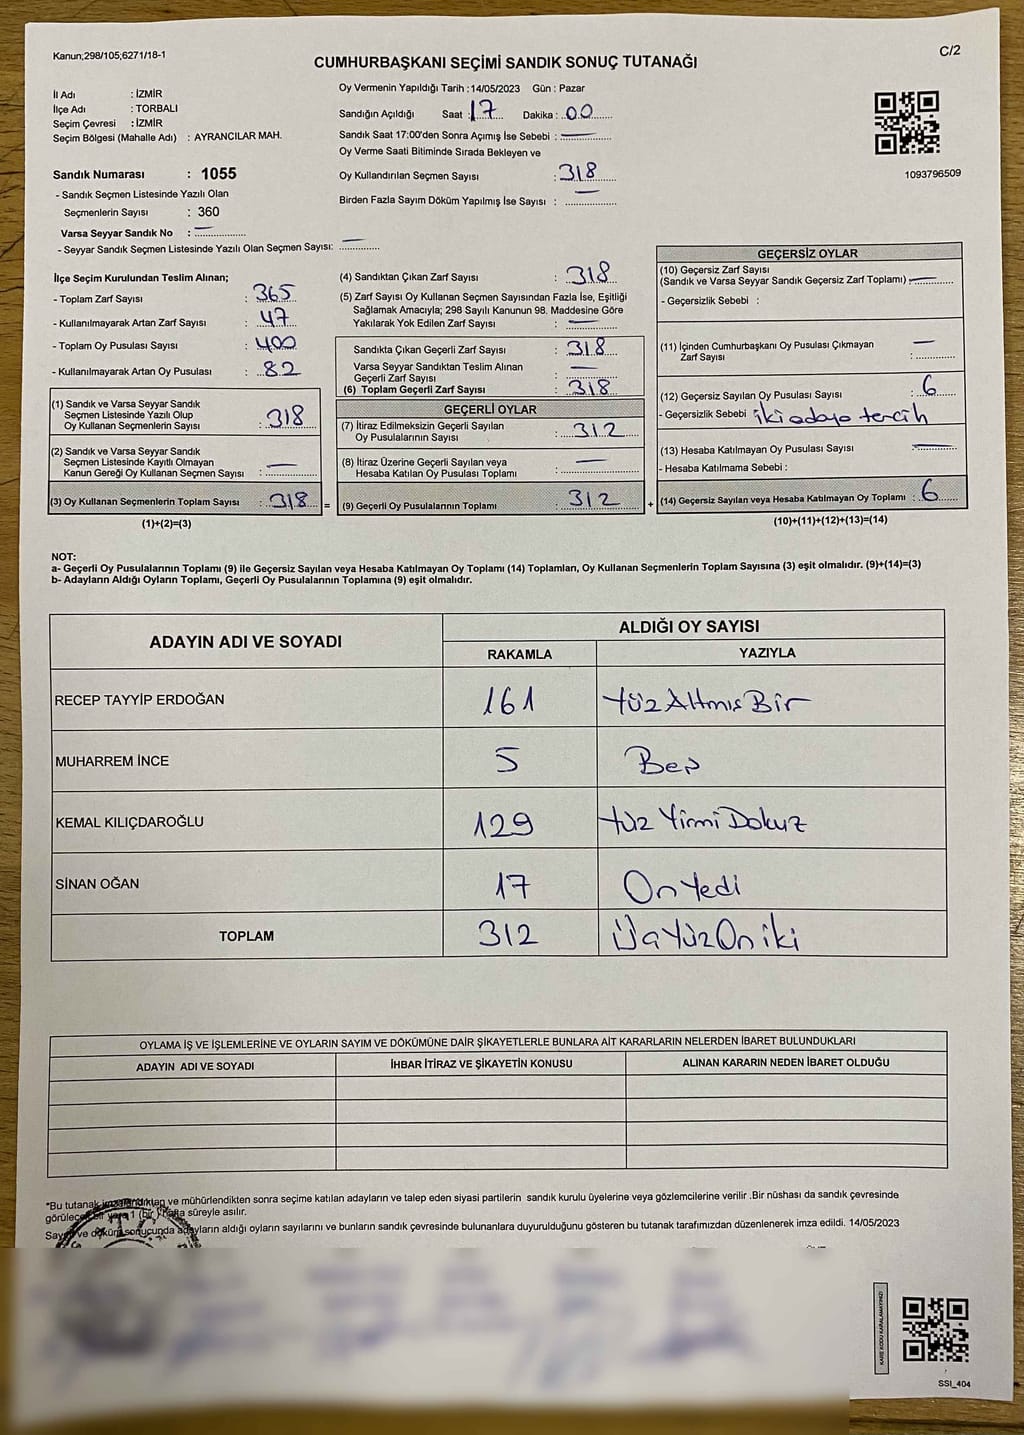 Kanun;298/105;6271/18-1
C/2
CUMHURBAŞKANI SEÇİMİ SANDIK SONUÇ TUTANAĞI
İl Adı : İZMİR
İlçe Adı : TORBALI
Seçim Çevresi : İZMİR
Seçim Bölgesi (Mahalle Adı) : AYRANCILAR MAH.
Sandık Numarası : 1055
- Sandık Seçmen Listesinde Yazılı Olan
Seçmenlerin Sayısı : 360
Varsa Seyyar Sandık No : —
- Seyyar Sandık Seçmen Listesinde Yazılı Olan Seçmen Sayısı: —
Oy Vermenin Yapıldığı Tarih : 14/05/2023 Gün : Pazar
Sandığın Açıldığı Saat : 17 Dakika : 00
Sandık Saat 17:00'den Sonra Açımış İse Sebebi : —
Oy Verme Saati Bitiminde Sırada Bekleyen ve
Oy Kullandırılan Seçmen Sayısı : 318
Birden Fazla Sayım Döküm Yapılmış İse Sayısı : —
1093796509
İlçe Seçim Kurulundan Teslim Alınan;
- Toplam Zarf Sayısı : 365
- Kullanılmayarak Artan Zarf Sayısı : 47
- Toplam Oy Pusulası Sayısı : 400
- Kullanılmayarak Artan Oy Pusulası : 82
(1) Sandık ve Varsa Seyyar Sandık
Seçmen Listesinde Yazılı Olup
Oy Kullanan Seçmenlerin Sayısı : 318
(2) Sandık ve Varsa Seyyar Sandık
Seçmen Listesinde Kayıtlı Olmayan
Kanun Gereği Oy Kullanan Seçmen Sayısı : —
(3) Oy Kullanan Seçmenlerin Toplam Sayısı : 318 =
(1)+(2)=(3)
(4) Sandıktan Çıkan Zarf Sayısı : 318
(5) Zarf Sayısı Oy Kullanan Seçmen Sayısından Fazla İse, Eşitliği
Sağlamak Amacıyla; 298 Sayılı Kanunun 98. Maddesine Göre
Yakılarak Yok Edilen Zarf Sayısı : —
Sandıkta Çıkan Geçerli Zarf Sayısı : 318
Varsa Seyyar Sandıktan Teslim Alınan
Geçerli Zarf Sayısı : —
(6) Toplam Geçerli Zarf Sayısı : 318
GEÇERLİ OYLAR
(7) İtiraz Edilmeksizin Geçerli Sayılan
Oy Pusulalarının Sayısı : 312
(8) İtiraz Üzerine Geçerli Sayılan veya
Hesaba Katılan Oy Pusulası Toplamı : —
(9) Geçerli Oy Pusulalarının Toplamı : 312 +
GEÇERSİZ OYLAR
(10) Geçersiz Zarf Sayısı
(Sandık ve Varsa Seyyar Sandık Geçersiz Zarf Toplamı) —
- Geçersizlik Sebebi :
(11) İçinden Cumhurbaşkanı Oy Pusulası Çıkmayan
Zarf Sayısı : —
(12) Geçersiz Sayılan Oy Pusulası Sayısı : 6
- Geçersizlik Sebebi : iki adaya tercih
(13) Hesaba Katılmayan Oy Pusulası Sayısı : —
- Hesaba Katılmama Sebebi :
(14) Geçersiz Sayılan veya Hesaba Katılmayan Oy Toplamı : 6
(10)+(11)+(12)+(13)=(14)
NOT:
a- Geçerli Oy Pusulalarının Toplamı (9) ile Geçersiz Sayılan veya Hesaba Katılmayan Oy Toplamı (14) Toplamları, Oy Kullanan Seçmenlerin Toplam Sayısına (3) eşit olmalıdır. (9)+(14)=(3)
b- Adayların Aldığı Oyların Toplamı, Geçerli Oy Pusulalarının Toplamına (9) eşit olmalıdır.
ADAYIN ADI VE SOYADI
ALDIĞI OY SAYISI
RAKAMLA YAZIYLA
RECEP TAYYİP ERDOĞAN 161 Yüz Altmış Bir
MUHARREM İNCE 5 Beş
KEMAL KILIÇDAROĞLU 129 Yüz Yirmi Dokuz
SİNAN OĞAN 17 On Yedi
TOPLAM 312 Üç Yüz On iki
OYLAMA İŞ VE İŞLEMLERİNE VE OYLARIN SAYIM VE DÖKÜMÜNE DAİR ŞİKAYETLERLE BUNLARA AİT KARARLARIN NELERDEN İBARET BULUNDUKLARI
ADAYIN ADI VE SOYADI İHBAR İTİRAZ VE ŞİKAYETİN KONUSU ALINAN KARARIN NEDEN İBARET OLDUĞU
*Bu tutanak imzalandıktan ve mühürlendikten sonra seçime katılan adayların ve talep eden siyasi partilerin sandık kurulu üyelerine veya gözlemcilerine verilir .Bir nüshası da sandık çevresinde
görülecek bir yere 1 (bir) hafta süreyle asılır.
Sayım ve döküm sonucunda adayların aldığı oyların sayılarını ve bunların sandık çevresinde bulunanlara duyurulduğunu gösteren bu tutanak tarafımızdan düzenlenerek imza edildi. 14/05/2023
KARE KODU KARALAMAYINIZ!
SSI_404